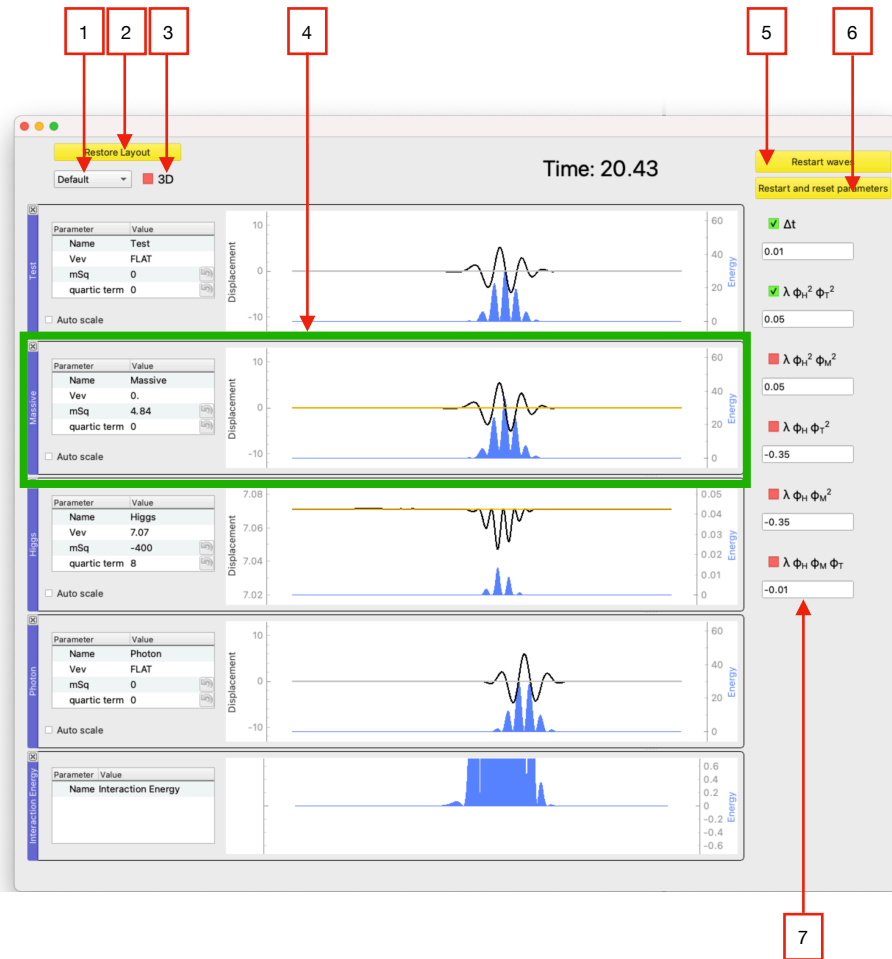 1 2 3 4 5 6
Restore Layout
Default 3D
Time: 20.43
Restart waves
Restart and reset parameters
Test
Parameter Value
Name Test
Vev FLAT
mSq 0
quartic term 0
Auto scale
Displacement
10
0
-10
60
40
20
0
Energy
Massive
Parameter Value
Name Massive
Vev 0.
mSq 4.84
quartic term 0
Auto scale
Displacement
10
0
-10
60
40
20
0
Energy
Higgs
Parameter Value
Name Higgs
Vev 7.07
mSq -400
quartic term 8
Auto scale
Displacement
7.08
7.06
7.04
7.02
0.05
0.04
0.03
0.02
0.01
0
Energy
Photon
Parameter Value
Name Photon
Vev FLAT
mSq 0
quartic term 0
Auto scale
Displacement
10
0
-10
60
40
20
0
Energy
Interaction Energy
Parameter Value
Name Interaction Energy
0.6
0.4
0.2
0
-0.2
-0.4
-0.6
Energy
Δt
0.01
λ ϕH² ϕT²
0.05
λ ϕH² ϕM²
0.05
λ ϕH ϕT²
-0.35
λ ϕH ϕM²
-0.35
λ ϕH ϕM ϕT
-0.01
7